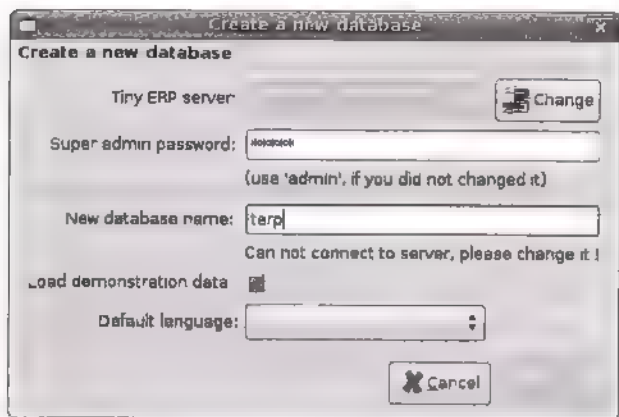 Create a new database
Create a new database
Tiny ERP server
Change
Super admin password: ******
(use 'admin', if you did not changed it)
New database name: terp
Can not connect to server, please change it !
Load demonstration data
Default language:
Cancel